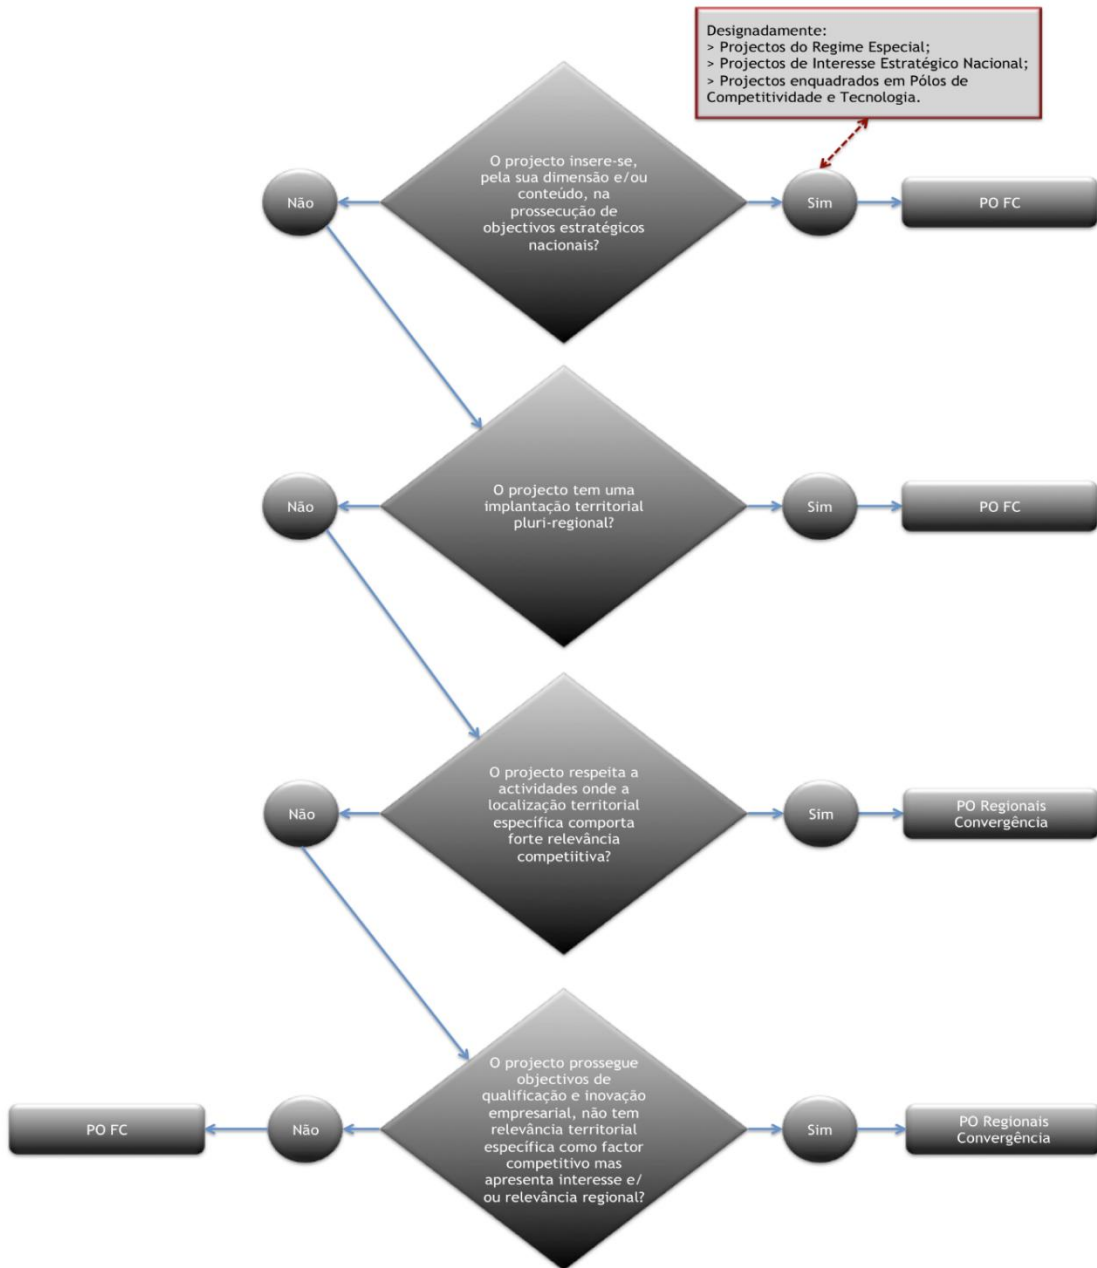 Designadamente:
> Projectos do Regime Especial;
> Projectos de Interesse Estratégico Nacional;
> Projectos enquadrados em Pólos de
Competitividade e Tecnologia.
O projecto insere-se,
pela sua dimensão e/ou
conteúdo, na
prossecução de
objectivos estratégicos
nacionais?
Não
Sim
PO FC
O projecto tem uma
implantação territorial
pluri-regional?
Não
Sim
PO FC
O projecto respeita a
actividades onde a
localização territorial
específica comporta
forte relevância
competiitiva?
Não
Sim
PO Regionais
Convergência
O projecto prossegue
objectivos de
qualificação e inovação
empresarial, não tem
relevância territorial
específica como factor
competitivo mas
apresenta interesse e/
ou relevância regional?
PO FC
Não
Sim
PO Regionais
Convergência